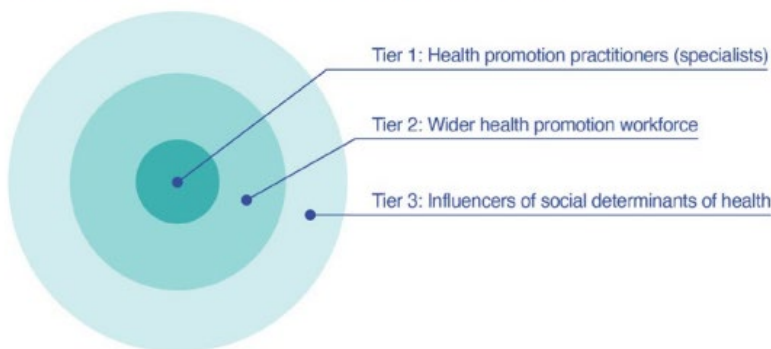 Tier 1: Health promotion practitioners (specialists)
Tier 2: Wider health promotion workforce
Tier 3: Influencers of social determinants of health